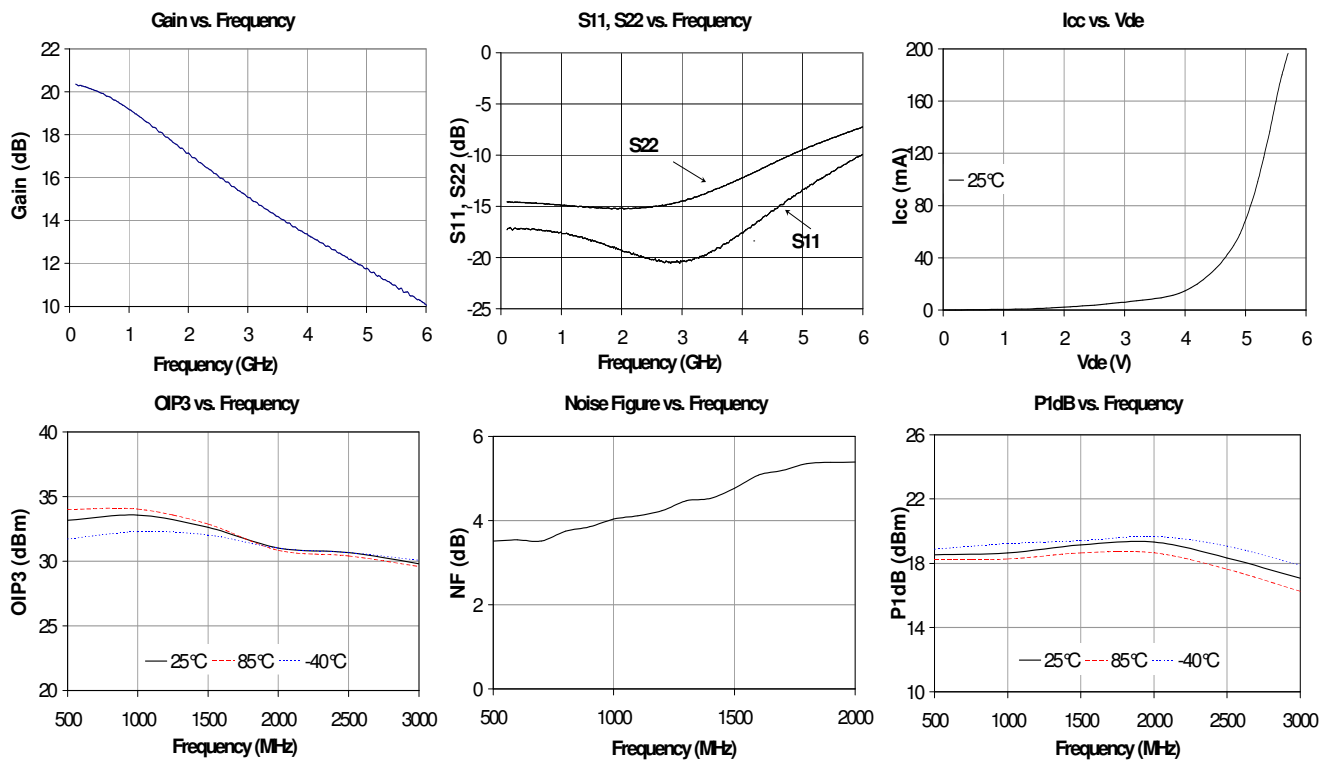 Gain vs. Frequency
22
20
18
16
14
12
10
Gain (dB)
0 1 2 3 4 5 6
Frequency (GHz)
S11, S22 vs. Frequency
0
-5
-10
-15
-20
-25
S11, S22 (dB)
S22
S11
0 1 2 3 4 5 6
Frequency (GHz)
Icc vs. Vde
200
160
120
80
40
0
Icc (mA)
25°C
0 1 2 3 4 5 6
Vde (V)
OIP3 vs. Frequency
40
35
30
25
20
OIP3 (dBm)
25°C 85°C -40°C
500 1000 1500 2000 2500 3000
Frequency (MHz)
Noise Figure vs. Frequency
6
4
2
0
NF (dB)
500 1000 1500 2000
Frequency (MHz)
P1dB vs. Frequency
26
22
18
14
10
P1dB (dBm)
25°C 85°C -40°C
500 1000 1500 2000 2500 3000
Frequency (MHz)